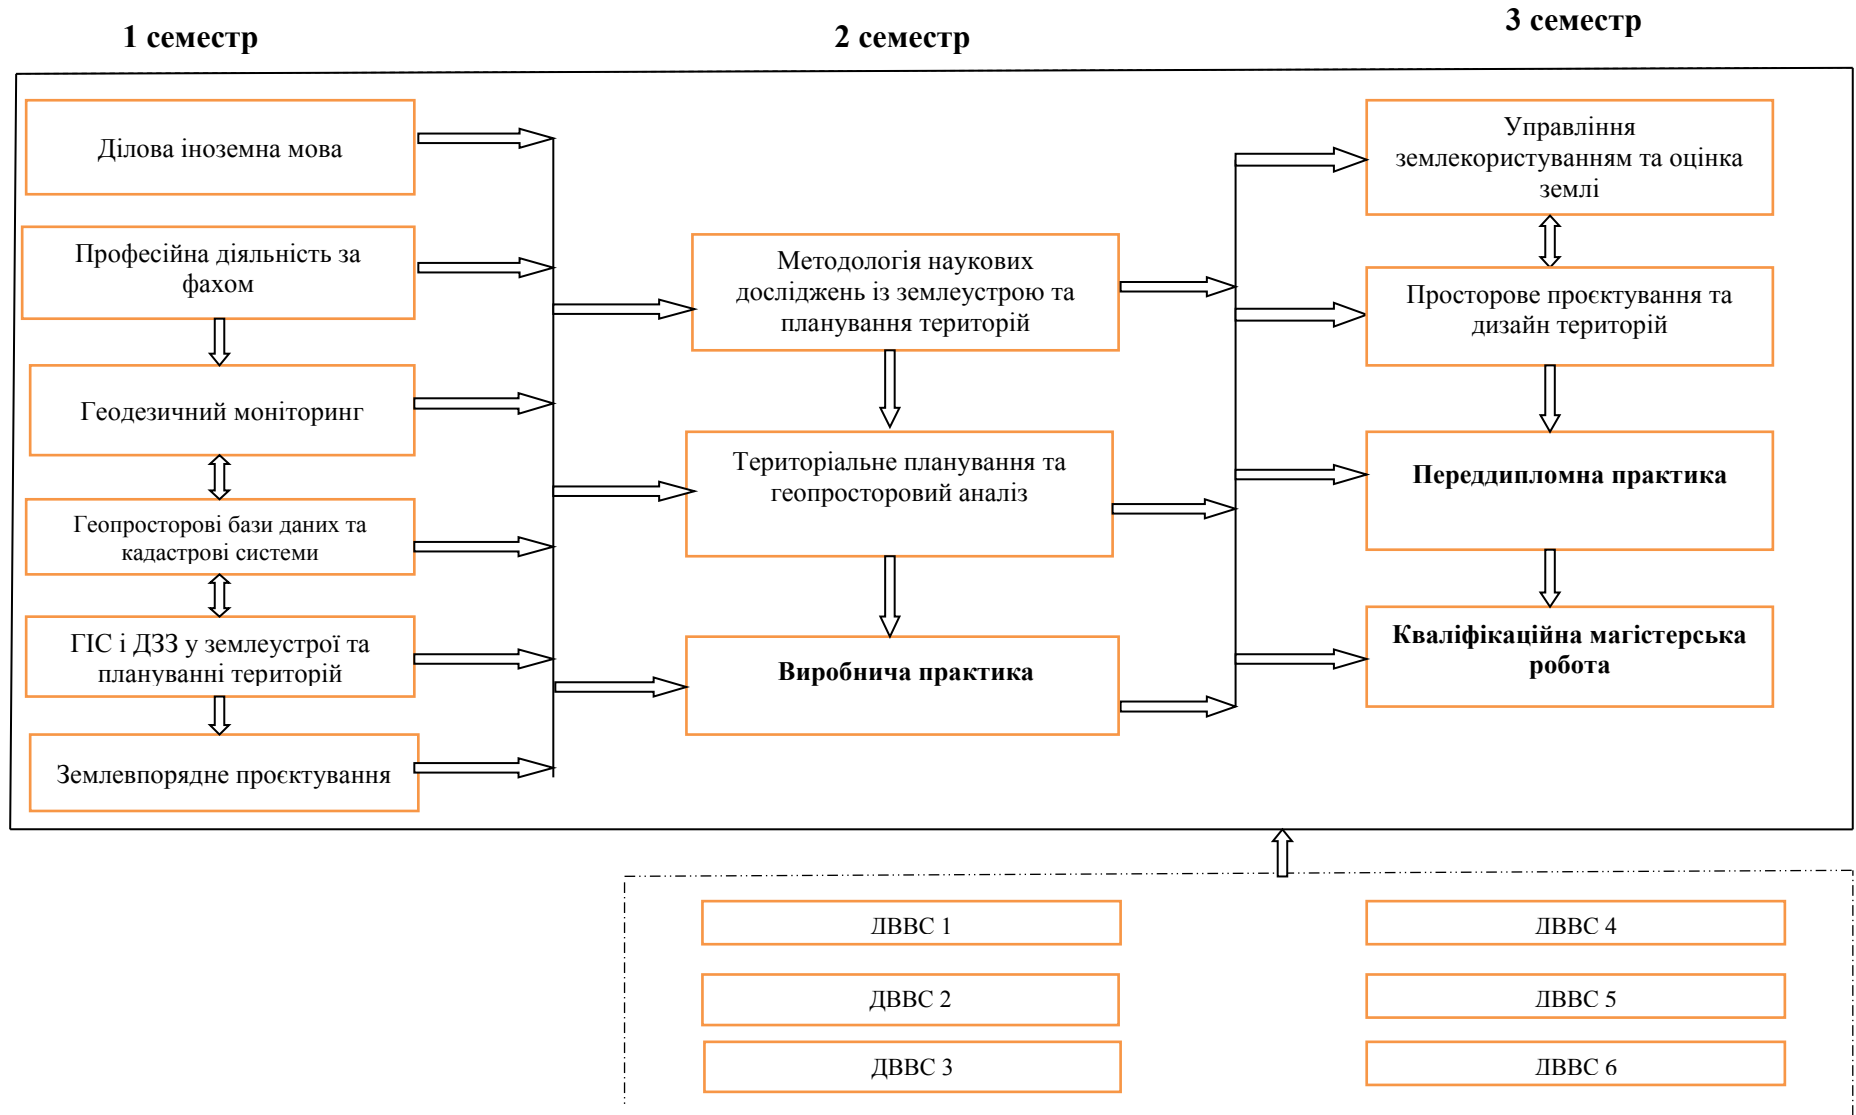 1 семестр
2 семестр
3 семестр
Ділова іноземна мова
Професійна діяльність за
фахом
Геодезичний моніторинг
Геопросторові бази даних та
кадастрові системи
ГІС і ДЗЗ у землеустрої та
плануванні територій
Землевпорядне проєктування
Методологія наукових
досліджень із землеустрою та
планування територій
Територіальне планування та
геопросторовий аналіз
Виробнича практика
Управління
землекористуванням та оцінка
землі
Просторове проєктування та
дизайн територій
Переддипломна практика
Кваліфікаційна магістерська
робота
ДВВС 1
ДВВС 2
ДВВС 3
ДВВС 4
ДВВС 5
ДВВС 6